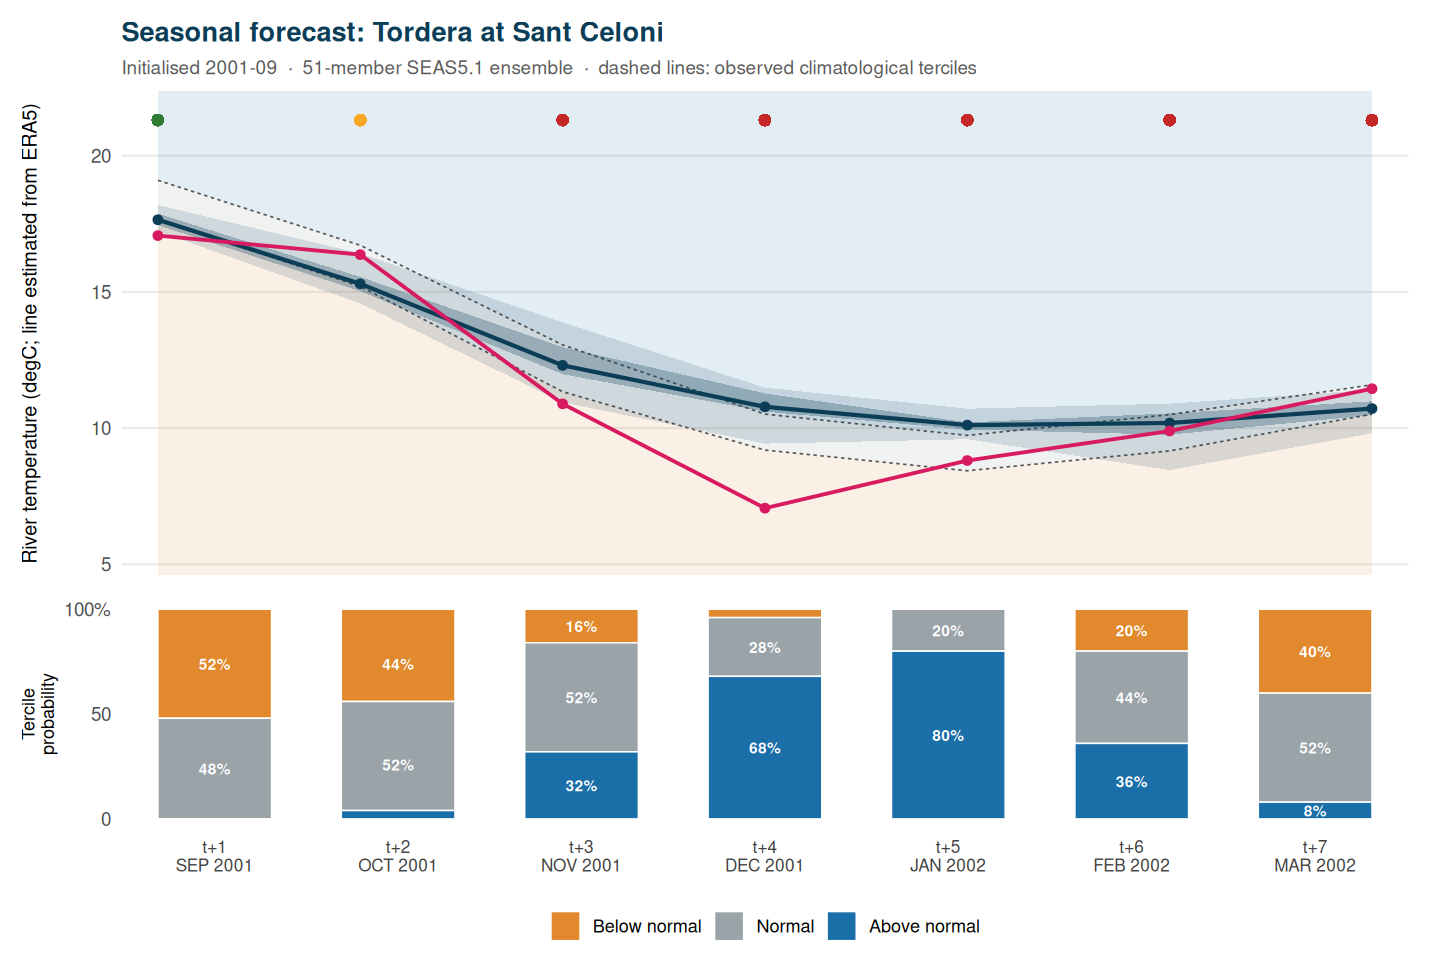 Seasonal forecast: Tordera at Sant Celoni
Initialised 2001-09 · 51-member SEAS5.1 ensemble · dashed lines: observed climatological terciles
River temperature (degC; line estimated from ERA5)
20
15
10
5
Tercile
probability
100%
50
0
52%
48%
44%
52%
16%
52%
32%
28%
68%
20%
80%
20%
44%
36%
40%
52%
8%
t+1
SEP 2001
t+2
OCT 2001
t+3
NOV 2001
t+4
DEC 2001
t+5
JAN 2002
t+6
FEB 2002
t+7
MAR 2002
Below normal
Normal
Above normal